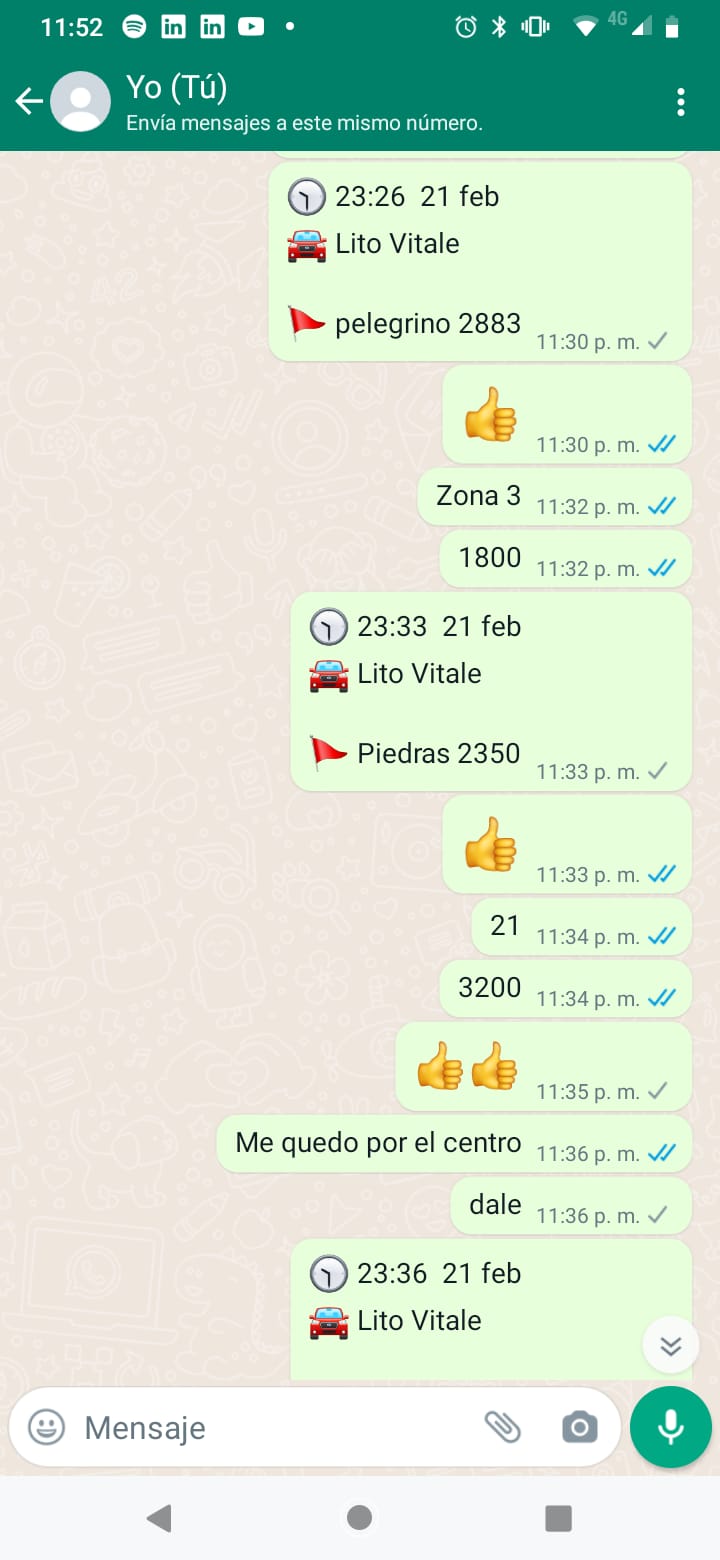 11:52
4G
Yo (Tú)
Envía mensajes a este mismo número.
23:26 21 feb
Lito Vitale
pelegrino 2883
11:30 p. m.
11:30 p. m.
Zona 3 11:32 p. m.
1800 11:32 p. m.
23:33 21 feb
Lito Vitale
Piedras 2350
11:33 p. m.
11:33 p. m.
21 11:34 p. m.
3200 11:34 p. m.
11:35 p. m.
Me quedo por el centro 11:36 p. m.
dale 11:36 p. m.
23:36 21 feb
Lito Vitale
Mensaje